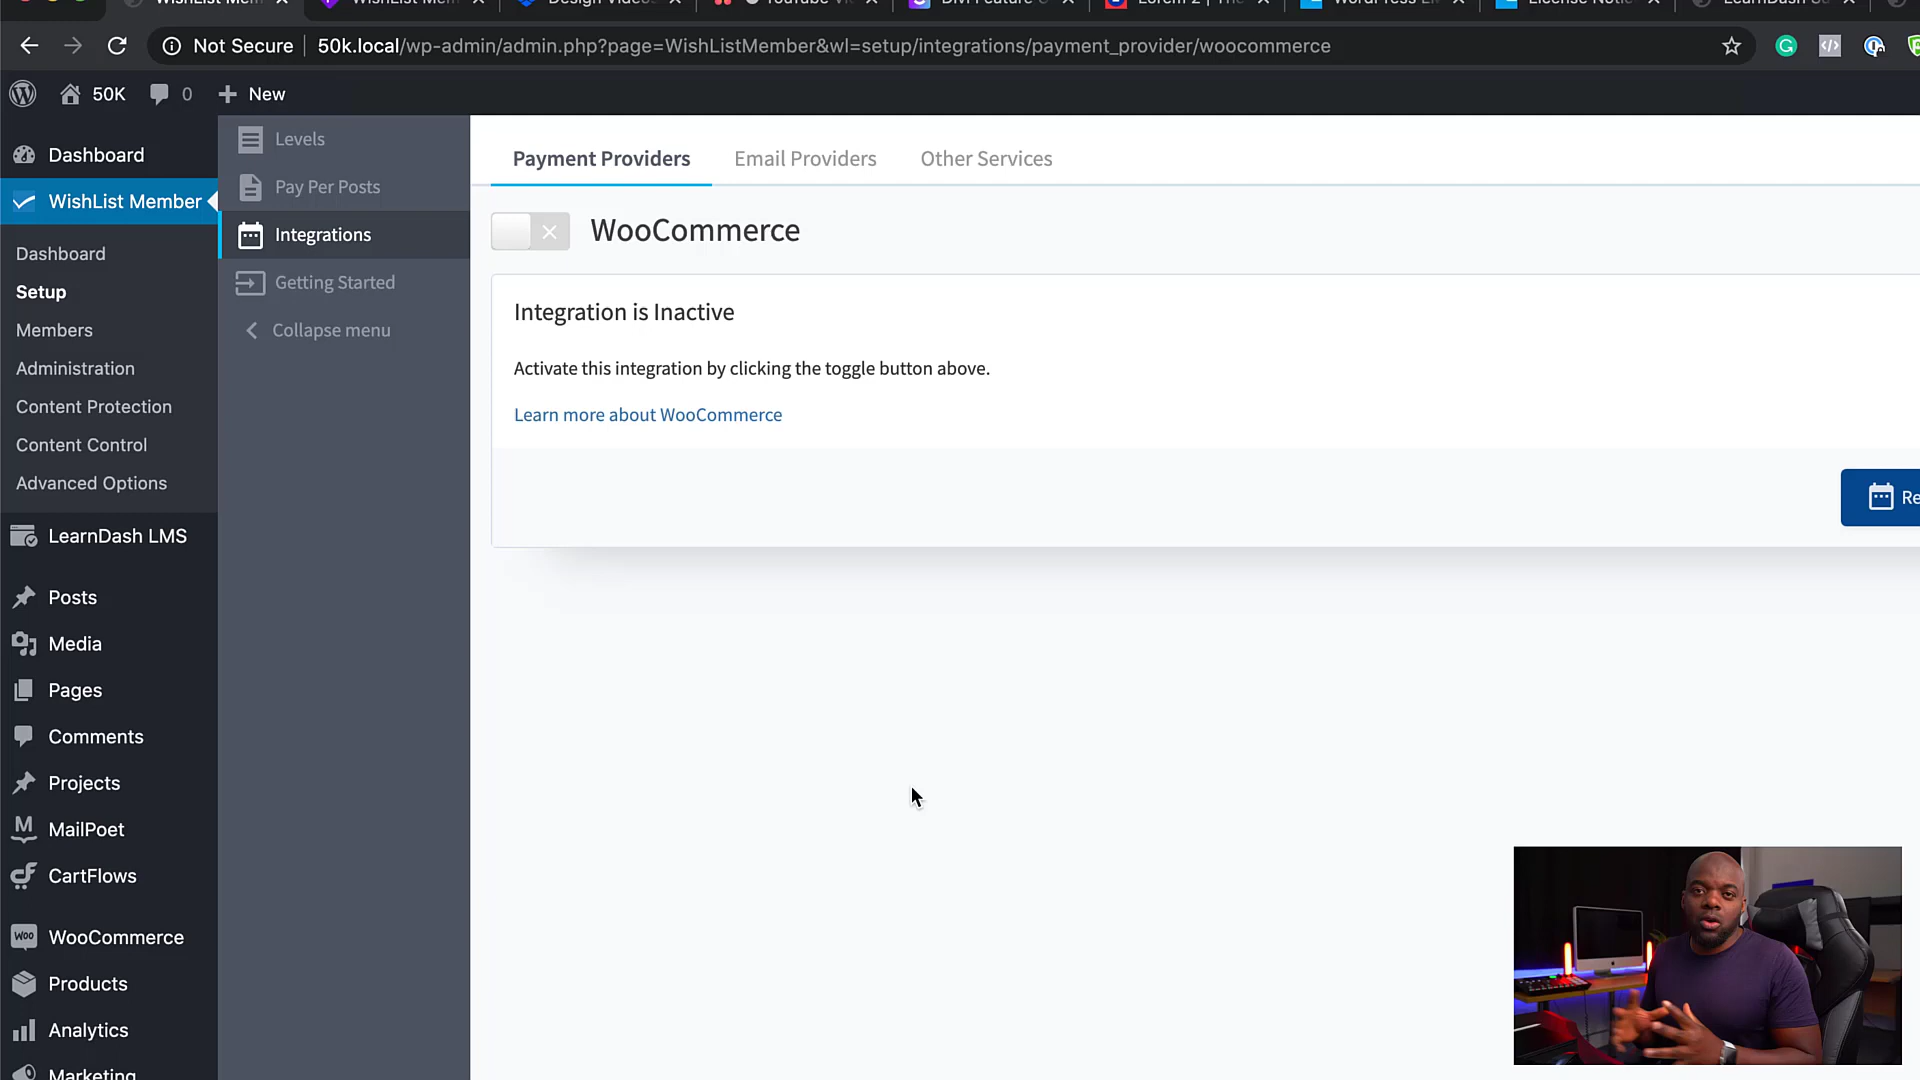 Not Secure 50k.local/wp-admin/admin.php?page=WishListMember&wl=setup/integrations/payment_provider/woocommerce
50K 0 New
Dashboard
WishList Member
Dashboard
Setup
Members
Administration
Content Protection
Content Control
Advanced Options
LearnDash LMS
Posts
Media
Pages
Comments
Projects
MailPoet
CartFlows
WooCommerce
Products
Analytics
Marketing
Levels
Pay Per Posts
Integrations
Getting Started
Collapse menu
Payment Providers Email Providers Other Services
WooCommerce
Integration is Inactive
Activate this integration by clicking the toggle button above.
Learn more about WooCommerce
Re